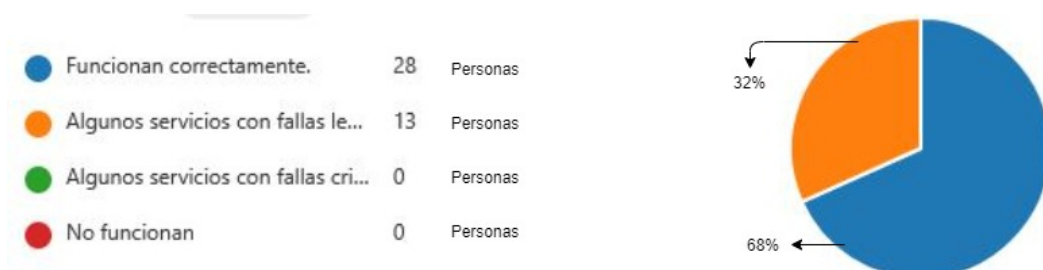 Funcionan correctamente. 28 Personas
Algunos servicios con fallas le... 13 Personas
Algunos servicios con fallas cri... 0 Personas
No funcionan 0 Personas
32%
68%